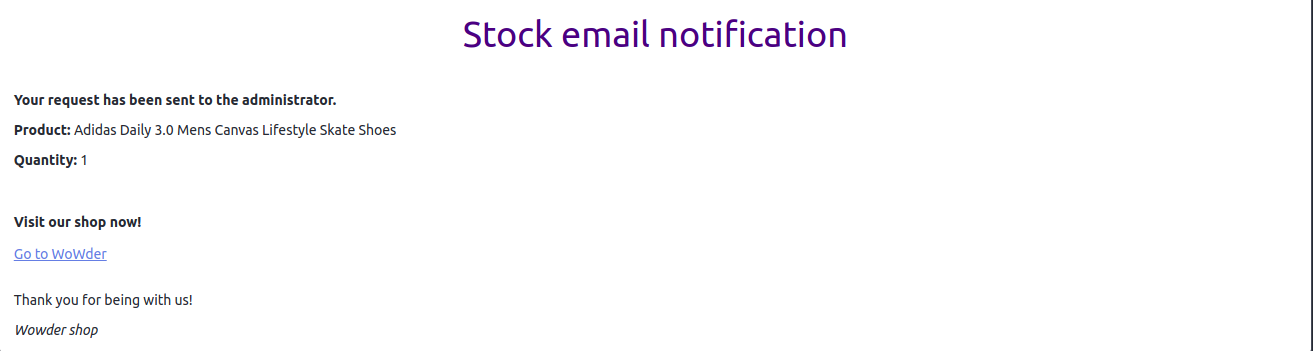 Stock email notification
Your request has been sent to the administrator.
Product: Adidas Daily 3.0 Mens Canvas Lifestyle Skate Shoes
Quantity: 1
Visit our shop now!
Go to WoWder
Thank you for being with us!
Wowder shop